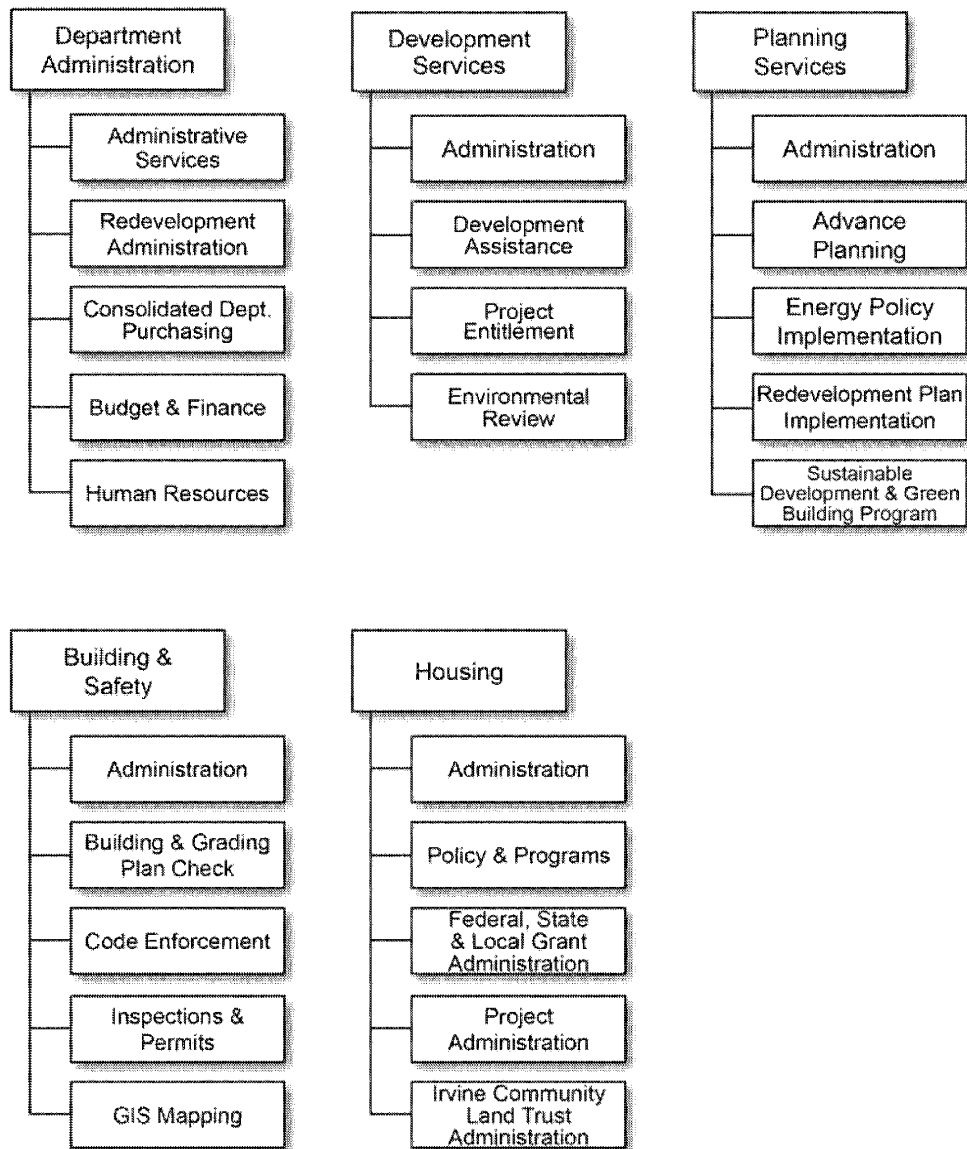 Department
Administration
Administrative
Services
Redevelopment
Administration
Consolidated Dept.
Purchasing
Budget & Finance
Human Resources
Development
Services
Administration
Development
Assistance
Project
Entitlement
Environmental
Review
Planning
Services
Administration
Advance
Planning
Energy Policy
Implementation
Redevelopment Plan
Implementation
Sustainable
Development & Green
Building Program
Building &
Safety
Administration
Building & Grading
Plan Check
Code Enforcement
Inspections &
Permits
GIS Mapping
Housing
Administration
Policy & Programs
Federal, State
& Local Grant
Administration
Project
Administration
Irvine Community
Land Trust
Administration